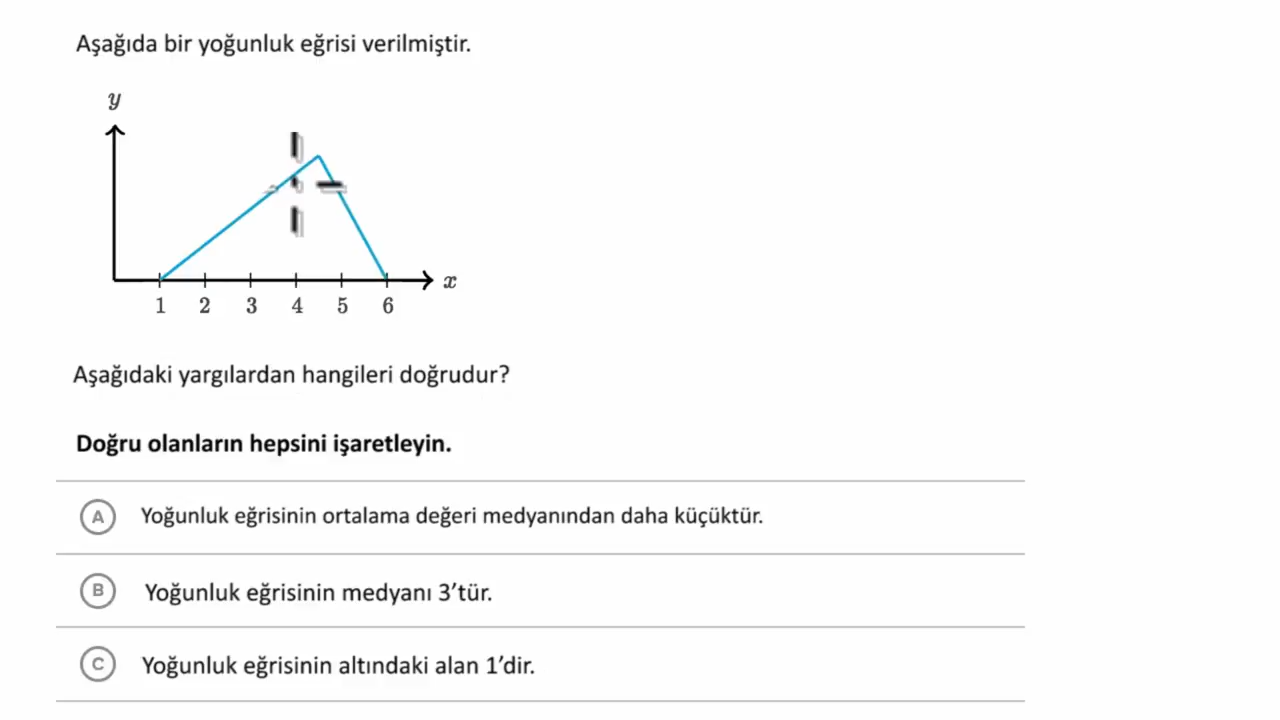 Aşağıda bir yoğunluk eğrisi verilmiştir.
y
x
1 2 3 4 5 6
Aşağıdaki yargılardan hangileri doğrudur?
Doğru olanların hepsini işaretleyin.
A Yoğunluk eğrisinin ortalama değeri medyanından daha küçüktür.
B Yoğunluk eğrisinin medyanı 3’tür.
C Yoğunluk eğrisinin altındaki alan 1’dir.